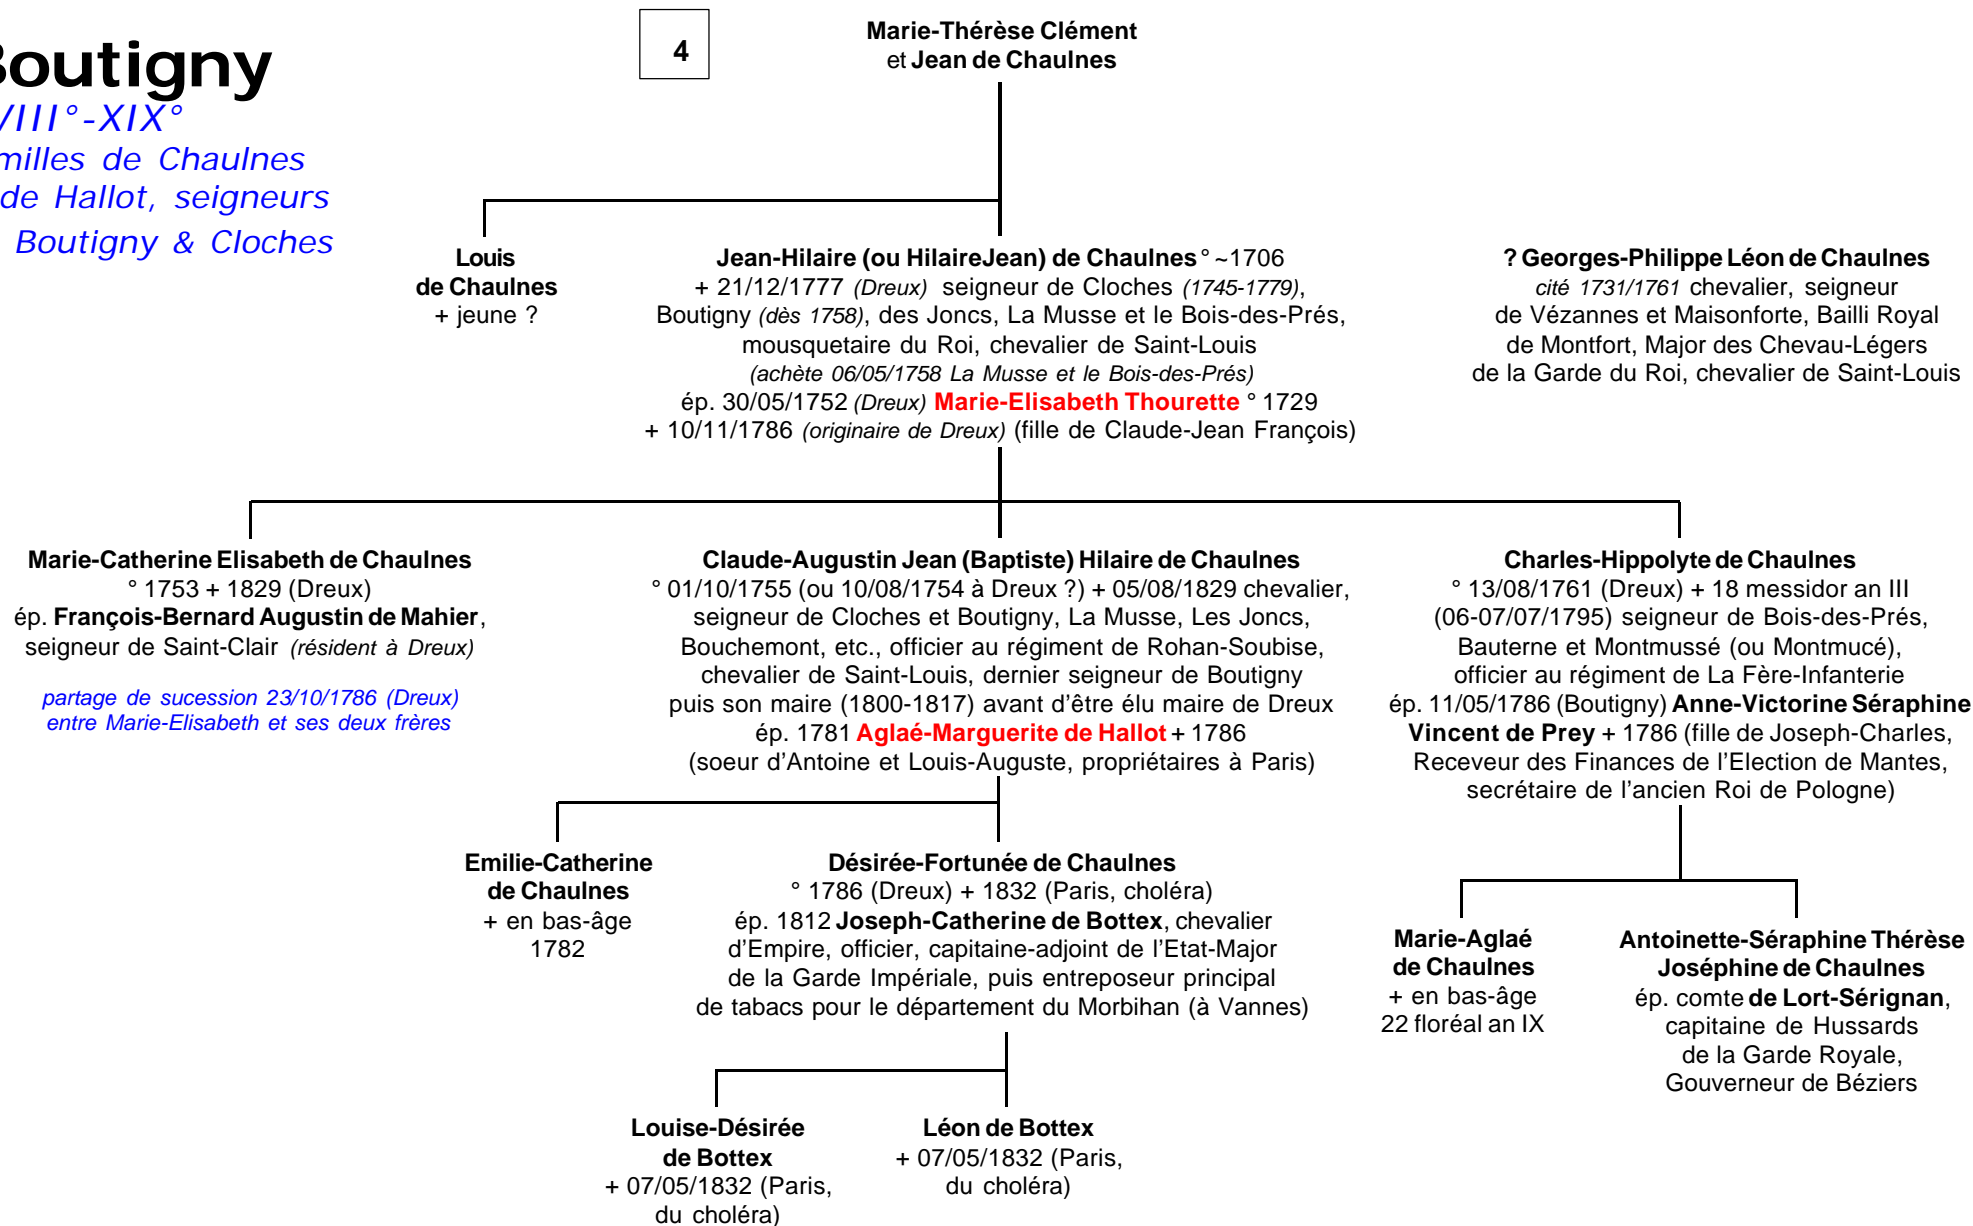 Boutigny
VIII°-XIX°
milles de Chaulnes
de Hallot, seigneurs
Boutigny & Cloches
4
Marie-Thérèse Clément
et Jean de Chaulnes
Louis
de Chaulnes
+ jeune ?
Jean-Hilaire (ou HilaireJean) de Chaulnes ° ~1706
+ 21/12/1777 (Dreux) seigneur de Cloches (1745-1779),
Boutigny (dès 1758), des Joncs, La Musse et le Bois-des-Prés,
mousquetaire du Roi, chevalier de Saint-Louis
(achète 06/05/1758 La Musse et le Bois-des-Prés)
ép. 30/05/1752 (Dreux) Marie-Elisabeth Thourette ° 1729
+ 10/11/1786 (originaire de Dreux) (fille de Claude-Jean François)
? Georges-Philippe Léon de Chaulnes
cité 1731/1761 chevalier, seigneur
de Vézannes et Maisonforte, Bailli Royal
de Montfort, Major des Chevau-Légers
de la Garde du Roi, chevalier de Saint-Louis
Marie-Catherine Elisabeth de Chaulnes
° 1753 + 1829 (Dreux)
ép. François-Bernard Augustin de Mahier,
seigneur de Saint-Clair (résident à Dreux)
partage de sucession 23/10/1786 (Dreux)
entre Marie-Elisabeth et ses deux frères
Claude-Augustin Jean (Baptiste) Hilaire de Chaulnes
° 01/10/1755 (ou 10/08/1754 à Dreux ?) + 05/08/1829 chevalier,
seigneur de Cloches et Boutigny, La Musse, Les Joncs,
Bouchemont, etc., officier au régiment de Rohan-Soubise,
chevalier de Saint-Louis, dernier seigneur de Boutigny
puis son maire (1800-1817) avant d'être élu maire de Dreux
ép. 1781 Aglaé-Marguerite de Hallot + 1786
(soeur d'Antoine et Louis-Auguste, propriétaires à Paris)
Charles-Hippolyte de Chaulnes
° 13/08/1761 (Dreux) + 18 messidor an III
(06-07/07/1795) seigneur de Bois-des-Prés,
Bauterne et Montmussé (ou Montmucé),
officier au régiment de La Fère-Infanterie
ép. 11/05/1786 (Boutigny) Anne-Victorine Séraphine
Vincent de Prey + 1786 (fille de Joseph-Charles,
Receveur des Finances de l'Election de Mantes,
secrétaire de l'ancien Roi de Pologne)
Emilie-Catherine
de Chaulnes
+ en bas-âge
1782
Désirée-Fortunée de Chaulnes
° 1786 (Dreux) + 1832 (Paris, choléra)
ép. 1812 Joseph-Catherine de Bottex, chevalier
d'Empire, officier, capitaine-adjoint de l'Etat-Major
de la Garde Impériale, puis entreposeur principal
de tabacs pour le département du Morbihan (à Vannes)
Marie-Aglaé
de Chaulnes
+ en bas-âge
22 floréal an IX
Antoinette-Séraphine Thérèse
Joséphine de Chaulnes
ép. comte de Lort-Sérignan,
capitaine de Hussards
de la Garde Royale,
Gouverneur de Béziers
Louise-Désirée
de Bottex
+ 07/05/1832 (Paris,
du choléra)
Léon de Bottex
+ 07/05/1832 (Paris,
du choléra)